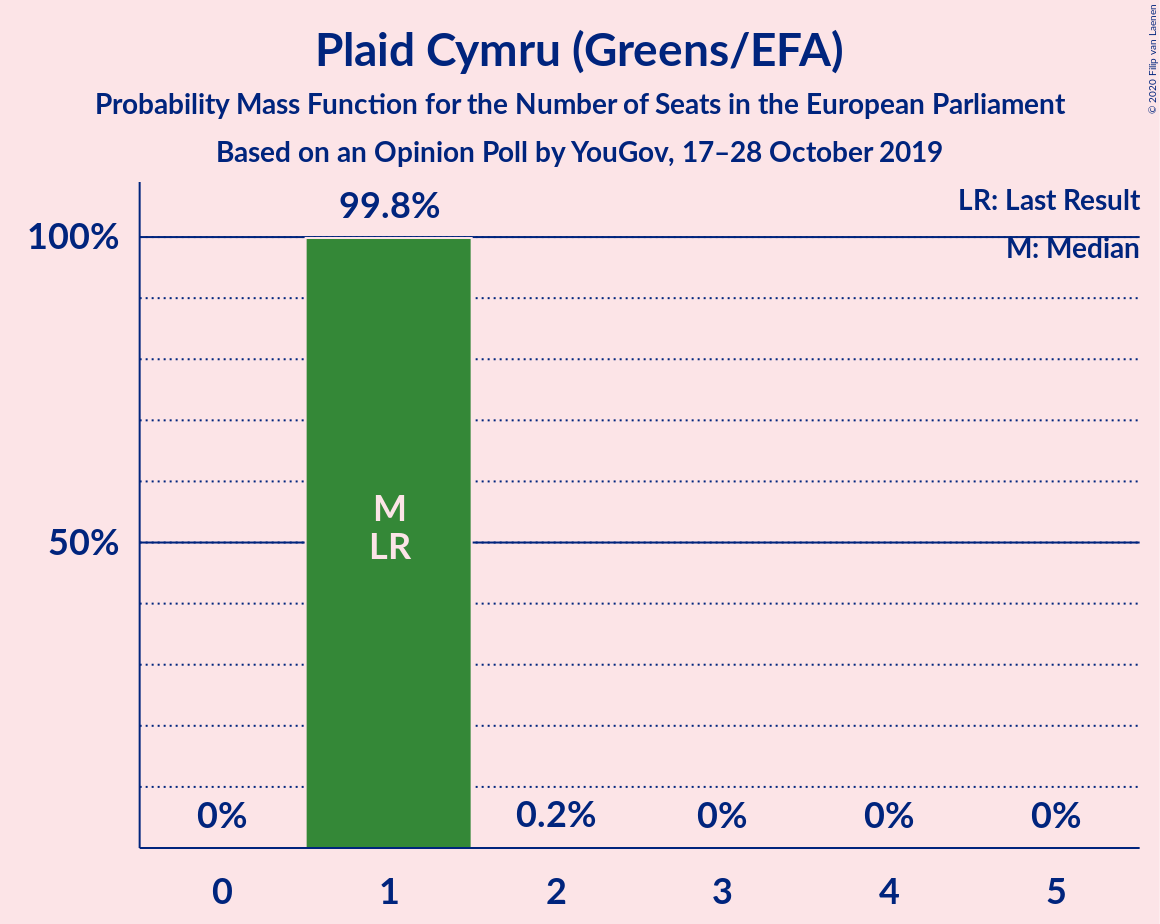 Plaid Cymru (Greens/EFA)
Probability Mass Function for the Number of Seats in the European Parliament
Based on an Opinion Poll by YouGov, 17–28 October 2019
© 2020 Filip van Laenen
LR: Last Result
M: Median
99.8%
100%
50%
M
LR
0%
0.2%
0%
0%
0%
0
1
2
3
4
5